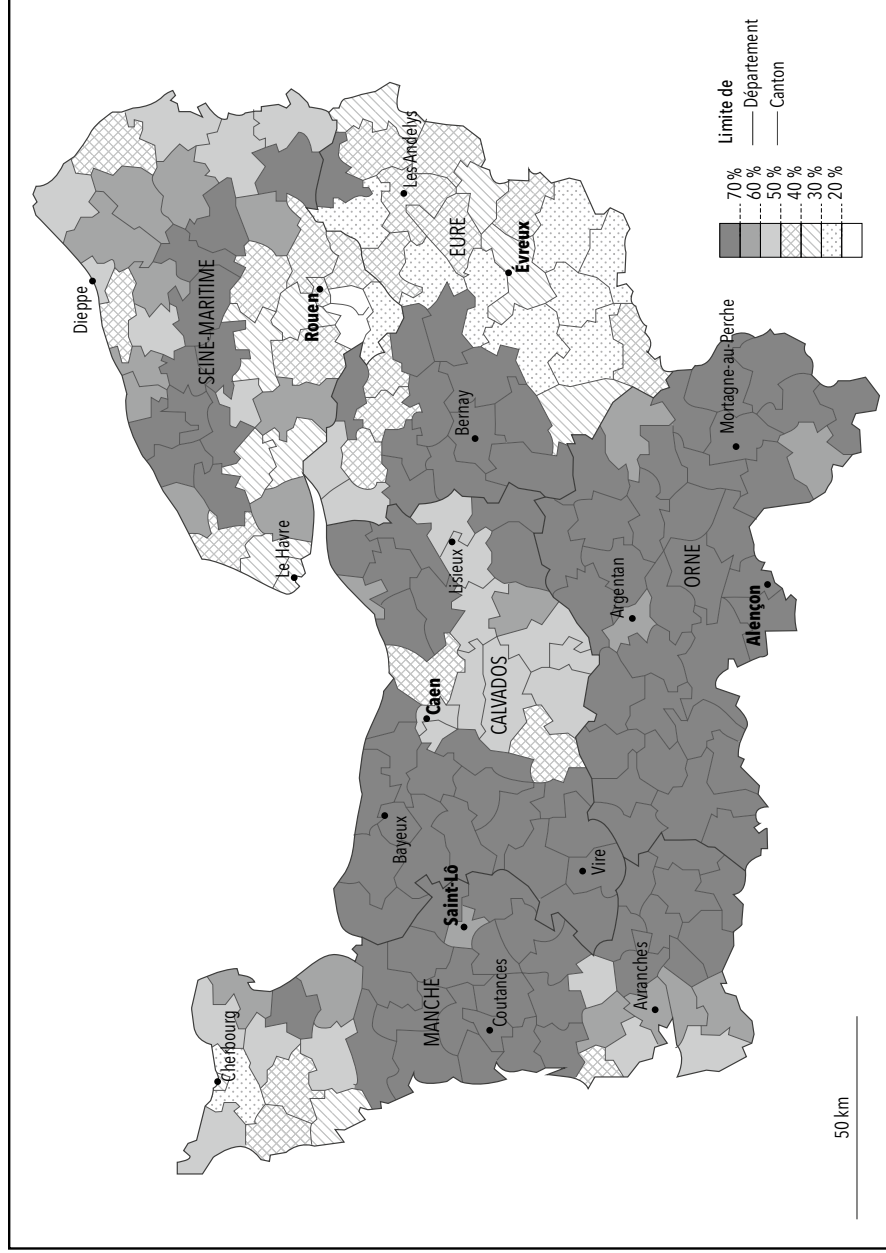 Dieppe
SEINE-MARITIME
Rouen
Le Havre
Les Andelys
EURE
Évreux
Bernay
Lisieux
Caen
CALVADOS
Bayeux
Vire
Saint-Lô
Cherbourg
MANCHE
Coutances
Avranches
Argentan
ORNE
Alençon
Mortagne-au-Perche
70 %
60 %
50 %
40 %
30 %
20 %
Limite de
Département
Canton
50 km